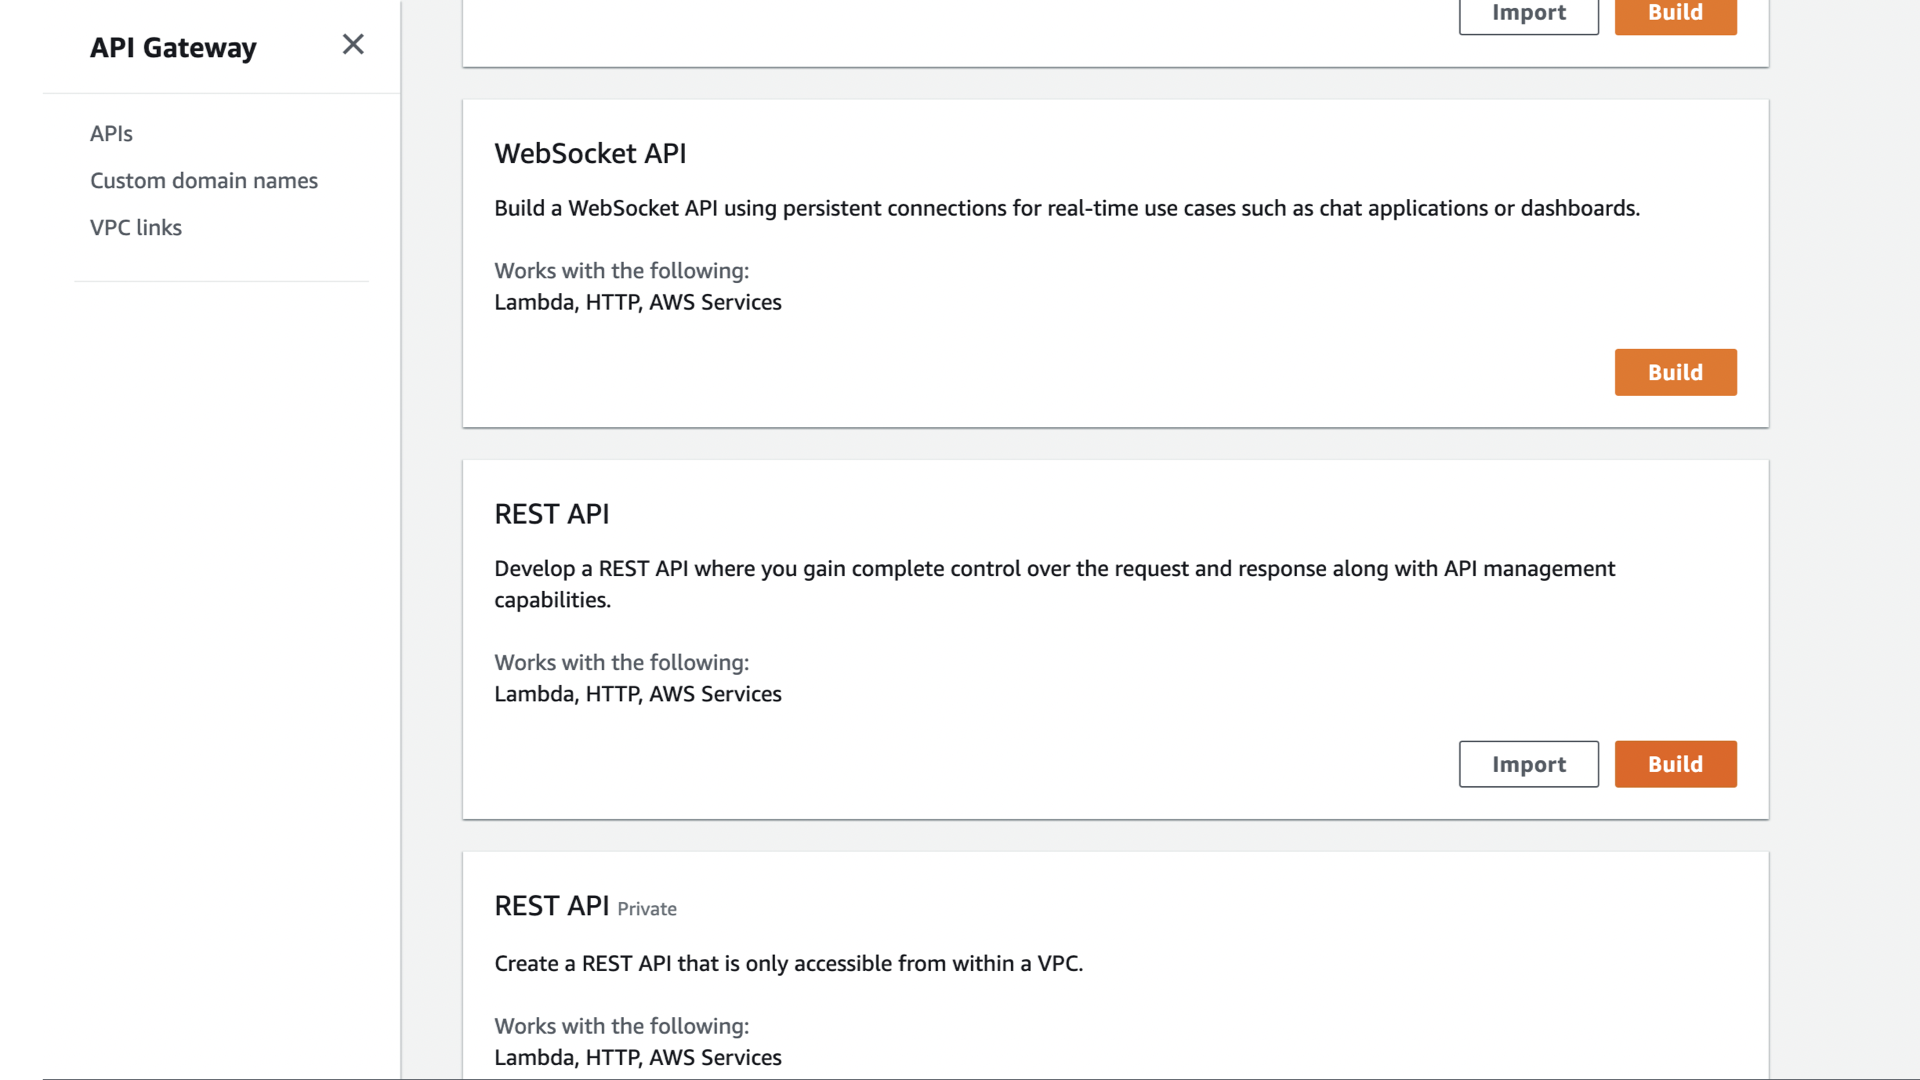 API Gateway
APIs
Custom domain names
VPC links
Import
Build
WebSocket API
Build a WebSocket API using persistent connections for real-time use cases such as chat applications or dashboards.
Works with the following:
Lambda, HTTP, AWS Services
Build
REST API
Develop a REST API where you gain complete control over the request and response along with API management
capabilities.
Works with the following:
Lambda, HTTP, AWS Services
Import
Build
REST API Private
Create a REST API that is only accessible from within a VPC.
Works with the following:
Lambda, HTTP, AWS Services